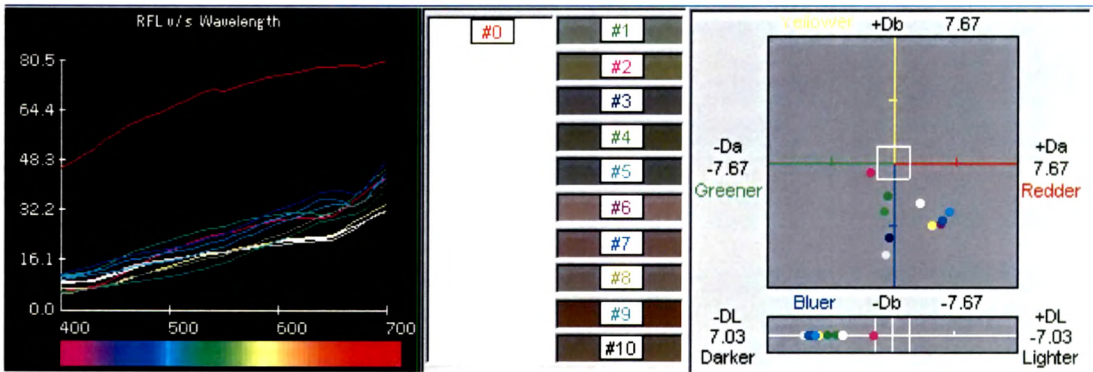 RFL v/s Wavelength
80.5
64.4
48.3
32.2
16.1
0.0
400 500 600 700
#0
#1
#2
#3
#4
#5
#6
#7
#8
#9
#10
Yellower +Db 7.67
-Da
-7.67
Greener
+Da
7.67
Redder
Bluer -Db -7.67
-DL
7.03
Darker
+DL
-7.03
Lighter